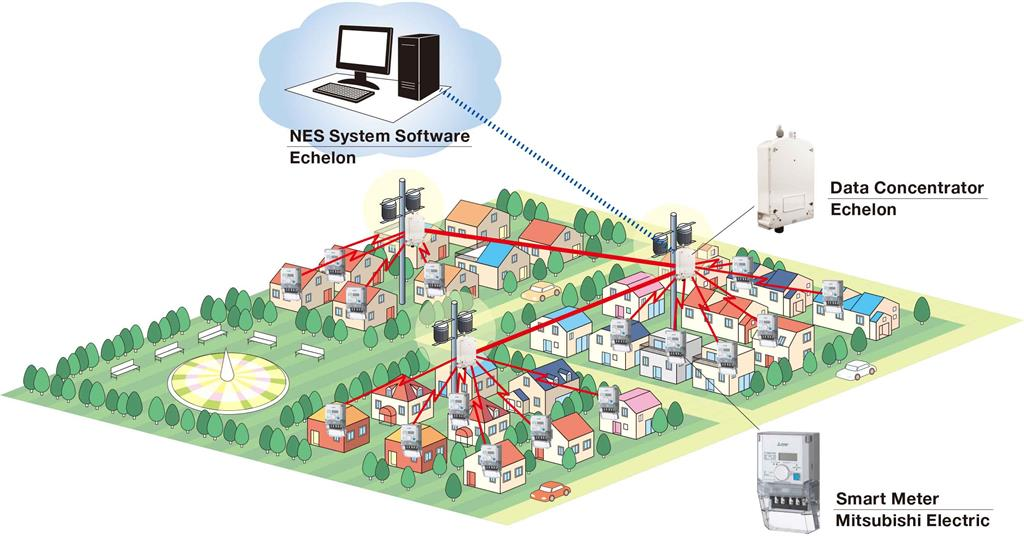 NES System Software
Echelon
Data Concentrator
Echelon
Smart Meter
Mitsubishi Electric